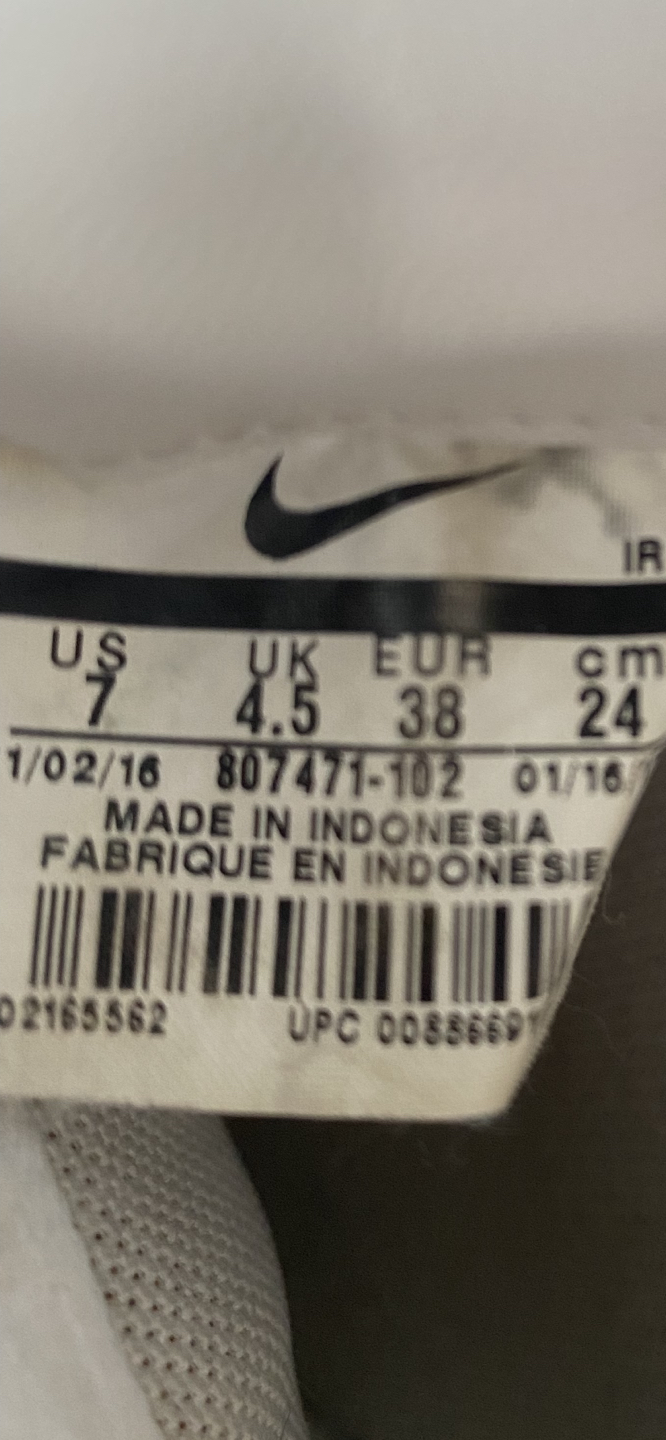 IR
US UK EUR cm
7 4.5 38 24
1/02/16 807471-102 01/16
MADE IN INDONESIA
FABRIQUE EN INDONESIE
02165562 UPC 00886691